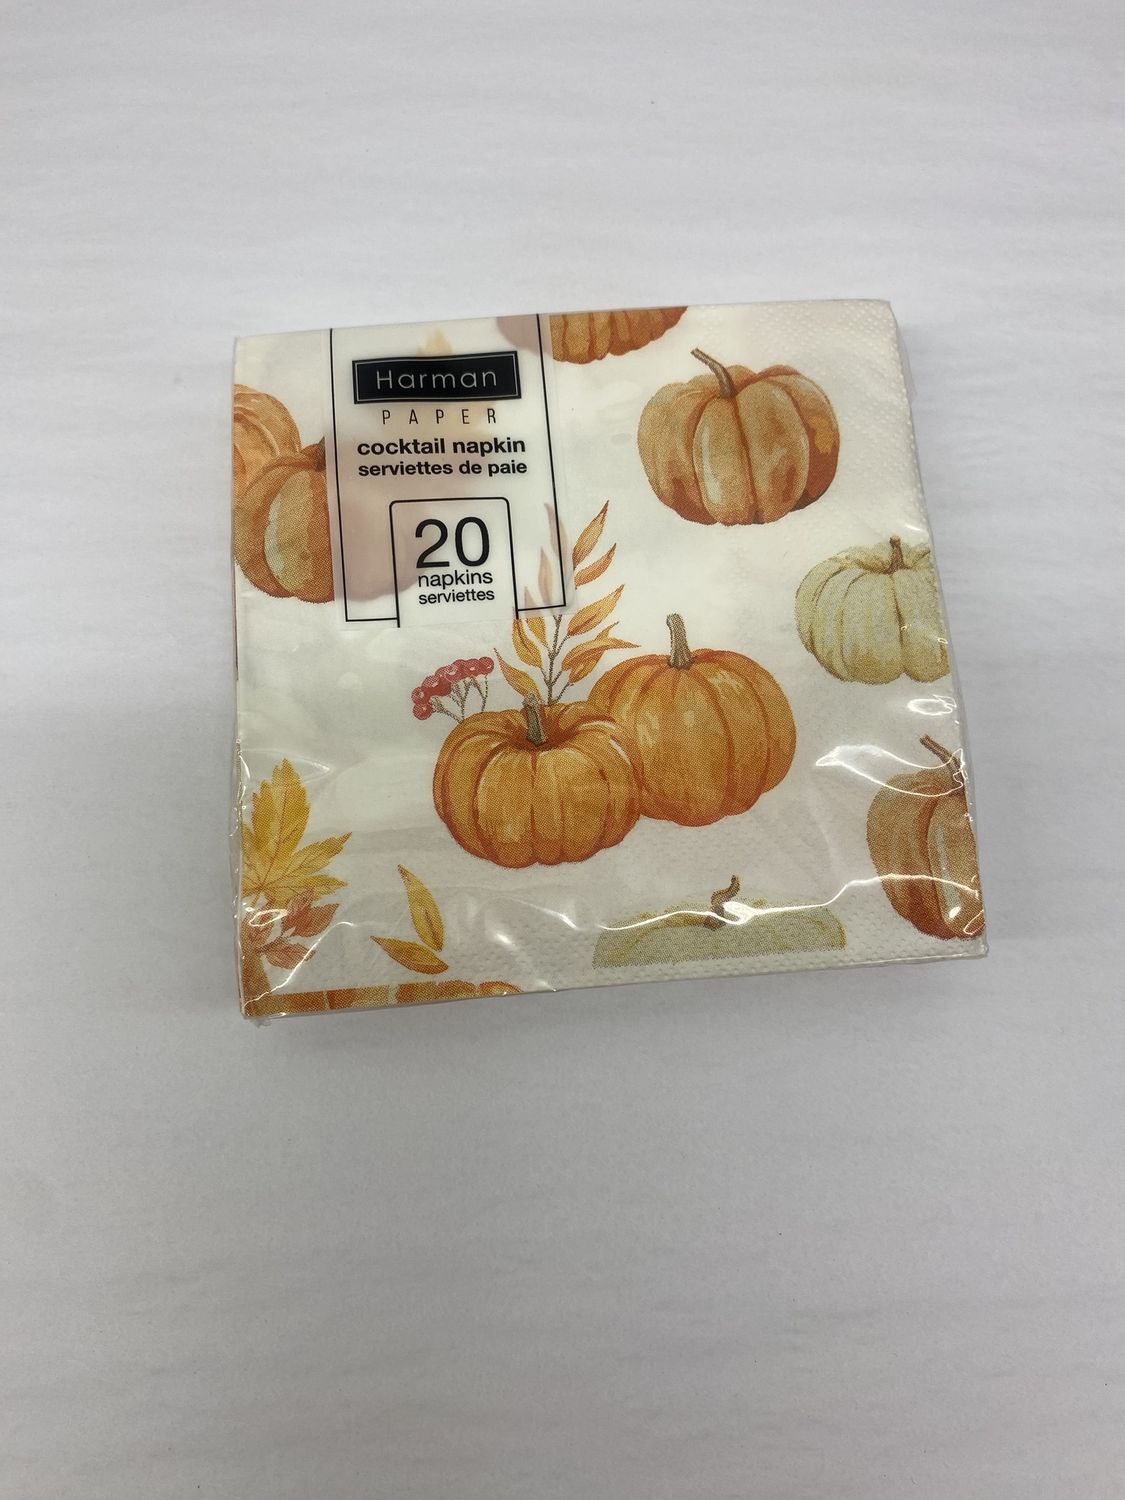 Harman
PAPER
cocktail napkin
serviettes de paie
20
napkins
serviettes